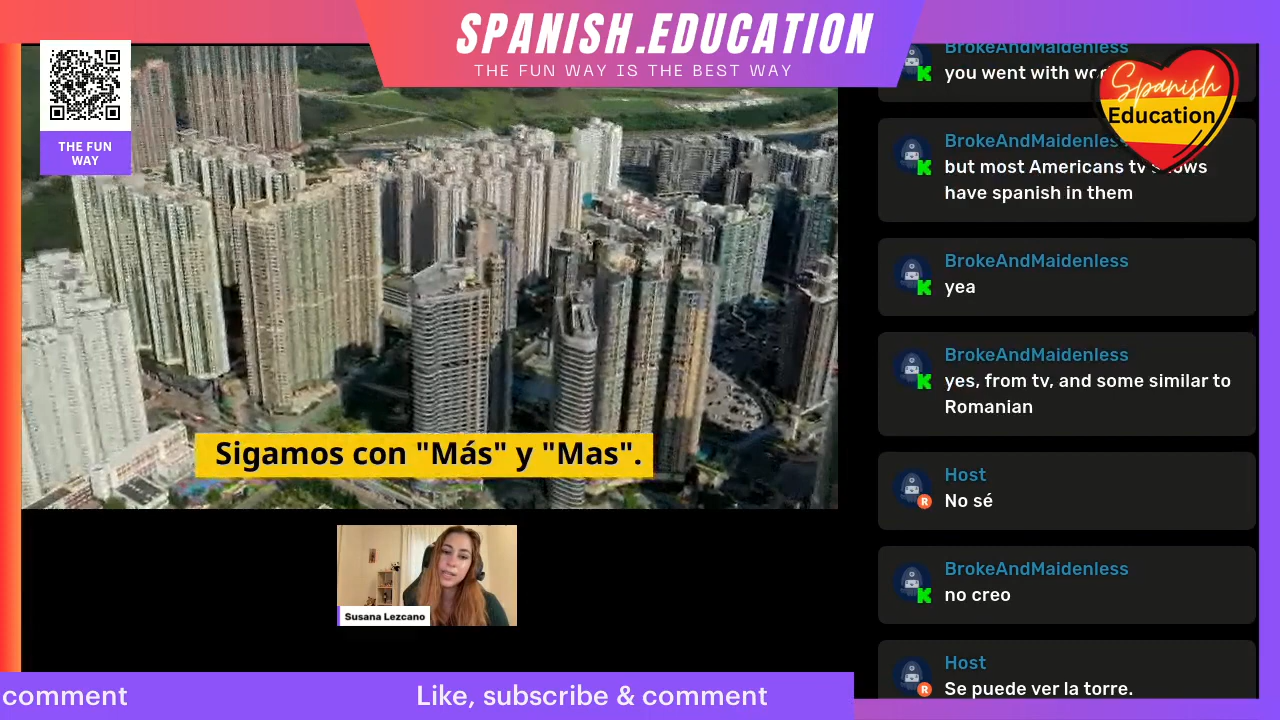 SPANISH.EDUCATION
THE FUN WAY IS THE BEST WAY
THE FUN
WAY
Sigamos con "Más" y "Mas".
Susana Lezcano
comment
Like, subscribe & comment
Spanish
Education
BrokeAndMaidenless
you went with
BrokeAndMaidenless
but most Americans tv shows
have spanish in them
BrokeAndMaidenless
yea
BrokeAndMaidenless
yes, from tv, and some similar to
Romanian
Host
No sé
BrokeAndMaidenless
no creo
Host
Se puede ver la torre.